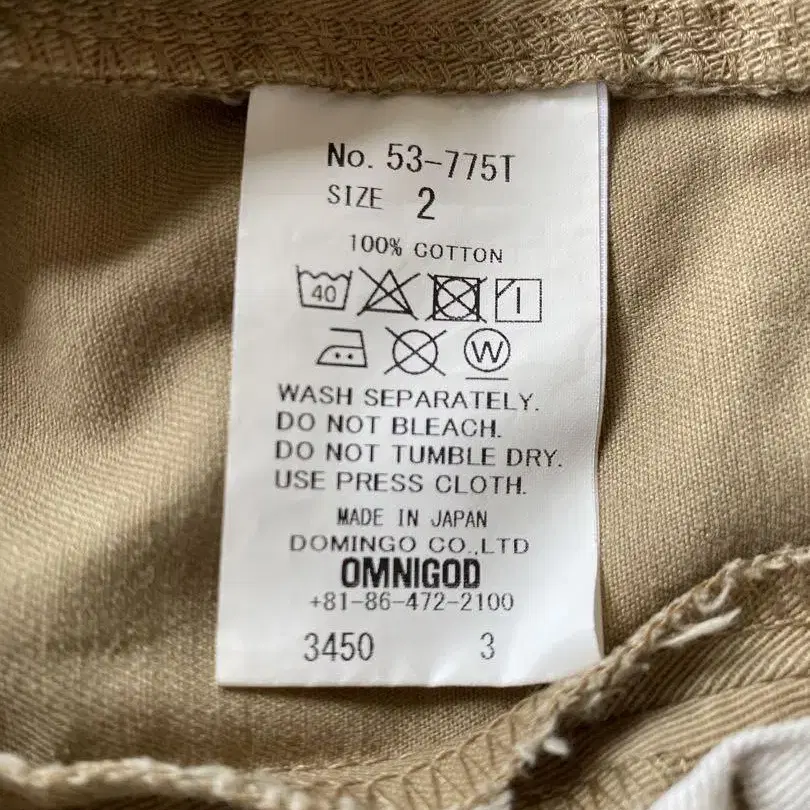 No. 53-775T
SIZE 2
100% COTTON
40
W
WASH SEPARATELY.
DO NOT BLEACH.
DO NOT TUMBLE DRY.
USE PRESS CLOTH.
MADE IN JAPAN
DOMINGO CO.,LTD
OMNIGOD
+81-86-472-2100
3450 3